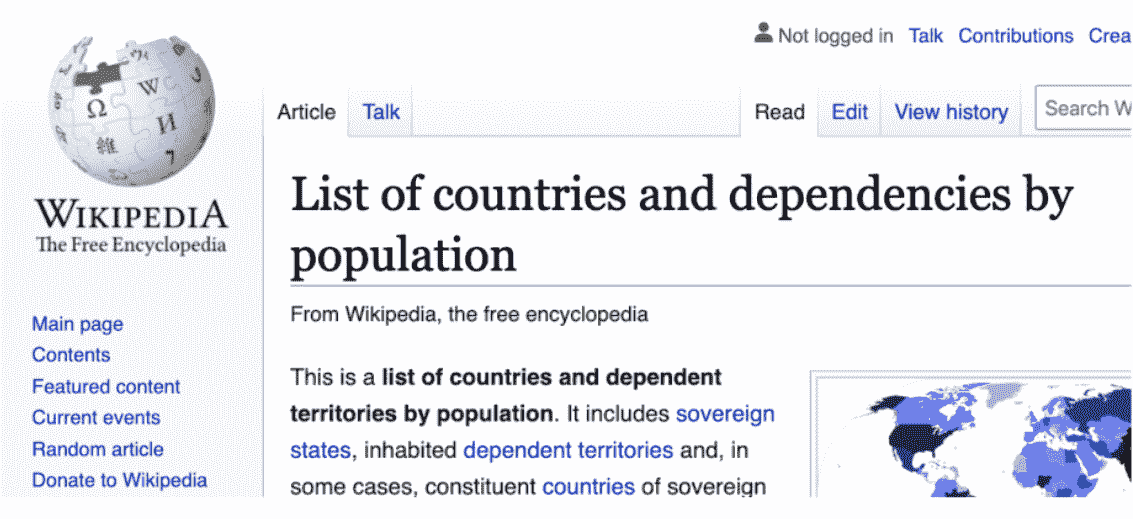 Not logged in Talk Contributions Crea
Article Talk Read Edit View history Search W
Ω W И 維 7
WIKIPEDIA
The Free Encyclopedia
List of countries and dependencies by
population
From Wikipedia, the free encyclopedia
Main page
Contents
Featured content
Current events
Random article
Donate to Wikipedia
This is a list of countries and dependent
territories by population. It includes sovereign
states, inhabited dependent territories and, in
some cases, constituent countries of sovereign